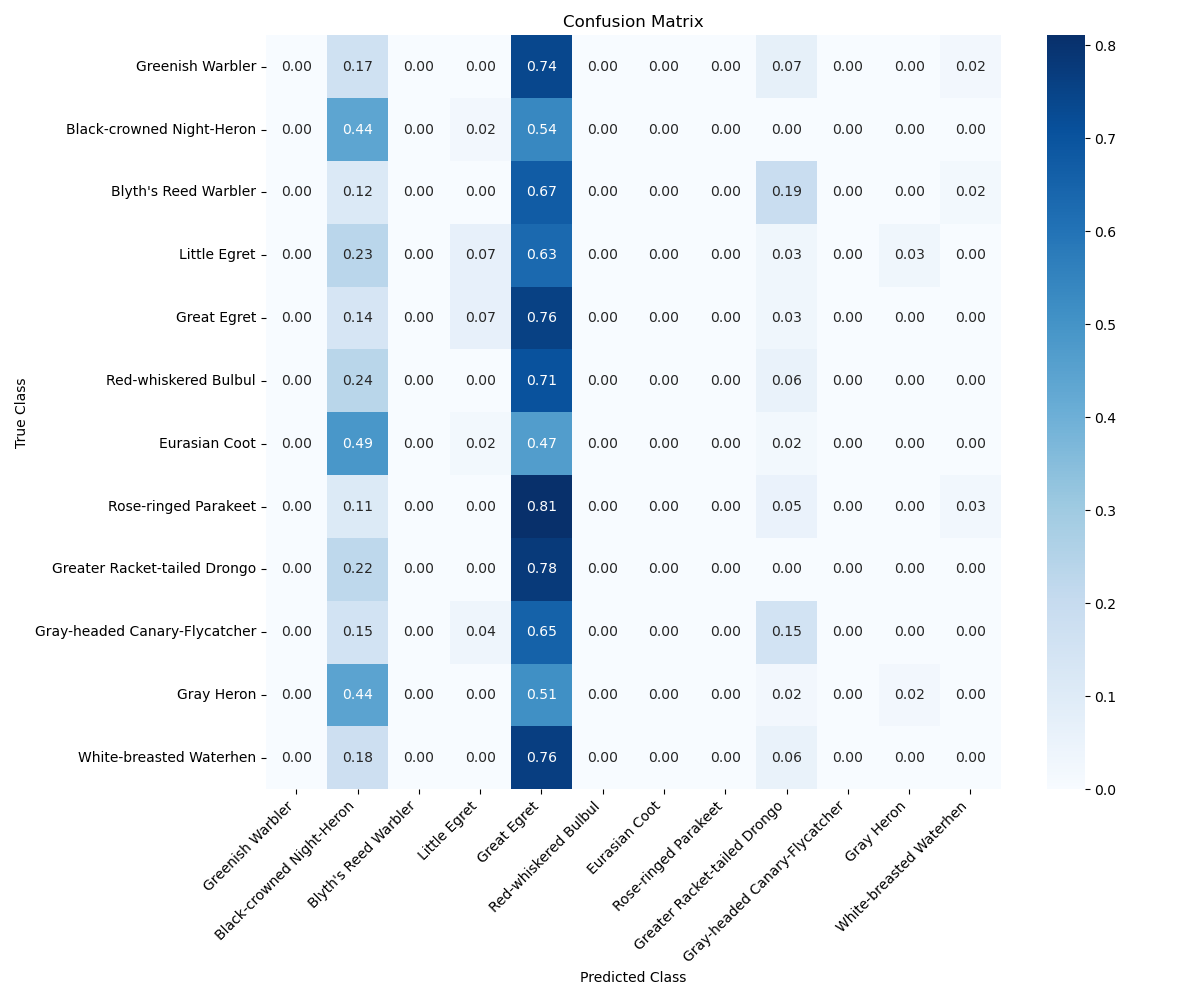 Confusion Matrix
Greenish Warbler 0.00 0.17 0.00 0.00 0.74 0.00 0.00 0.00 0.07 0.00 0.00 0.02
Black-crowned Night-Heron 0.00 0.44 0.00 0.02 0.54 0.00 0.00 0.00 0.00 0.00 0.00 0.00
Blyth's Reed Warbler 0.00 0.12 0.00 0.00 0.67 0.00 0.00 0.00 0.19 0.00 0.00 0.02
Little Egret 0.00 0.23 0.00 0.07 0.63 0.00 0.00 0.00 0.03 0.00 0.03 0.00
Great Egret 0.00 0.14 0.00 0.07 0.76 0.00 0.00 0.00 0.03 0.00 0.00 0.00
Red-whiskered Bulbul 0.00 0.24 0.00 0.00 0.71 0.00 0.00 0.00 0.06 0.00 0.00 0.00
Eurasian Coot 0.00 0.49 0.00 0.02 0.47 0.00 0.00 0.00 0.02 0.00 0.00 0.00
Rose-ringed Parakeet 0.00 0.11 0.00 0.00 0.81 0.00 0.00 0.00 0.05 0.00 0.00 0.03
Greater Racket-tailed Drongo 0.00 0.22 0.00 0.00 0.78 0.00 0.00 0.00 0.00 0.00 0.00 0.00
Gray-headed Canary-Flycatcher 0.00 0.15 0.00 0.04 0.65 0.00 0.00 0.00 0.15 0.00 0.00 0.00
Gray Heron 0.00 0.44 0.00 0.00 0.51 0.00 0.00 0.00 0.02 0.00 0.02 0.00
White-breasted Waterhen 0.00 0.18 0.00 0.00 0.76 0.00 0.00 0.00 0.06 0.00 0.00 0.00
True Class
Greenish Warbler
Black-crowned Night-Heron
Blyth's Reed Warbler
Little Egret
Great Egret
Red-whiskered Bulbul
Eurasian Coot
Rose-ringed Parakeet
Greater Racket-tailed Drongo
Gray-headed Canary-Flycatcher
Gray Heron
White-breasted Waterhen
Predicted Class
0.8
0.7
0.6
0.5
0.4
0.3
0.2
0.1
0.0